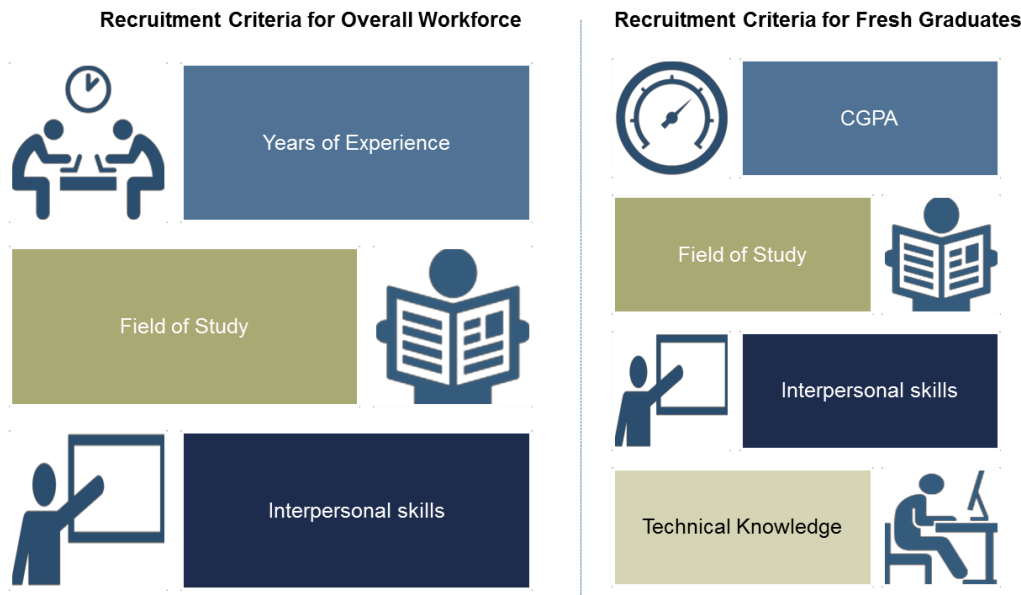 Recruitment Criteria for Overall Workforce
Years of Experience
Field of Study
Interpersonal skills
Recruitment Criteria for Fresh Graduates
CGPA
Field of Study
Interpersonal skills
Technical Knowledge